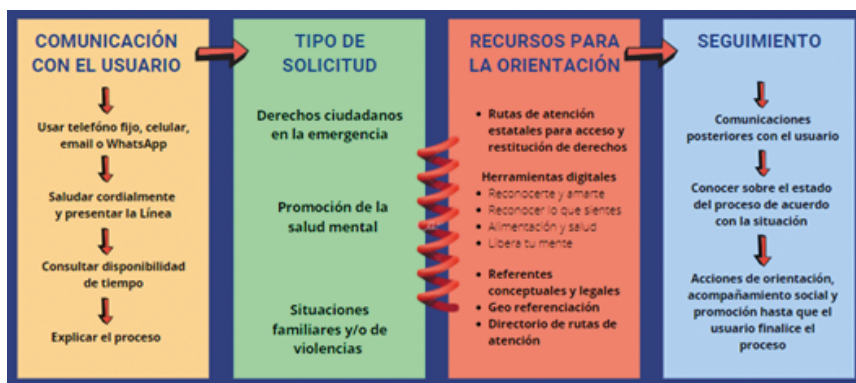 COMUNICACIÓN
CON EL USUARIO
Usar telefóno fijo, celular,
email o WhatsApp
Saludar cordialmente
y presentar la Línea
Consultar disponibilidad
de tiempo
Explicar el proceso
TIPO DE
SOLICITUD
Derechos ciudadanos
en la emergencia
Promoción de la
salud mental
Situaciones
familiares y/o de
violencias
RECURSOS PARA
LA ORIENTACIÓN
• Rutas de atención
estatales para acceso y
restitución de derechos
Herramientas digitales
• Reconocerte y amarte
• Reconocer lo que sientes
• Alimentación y salud
• Libera tu mente
• Referentes
conceptuales y legales
• Geo referenciación
• Directorio de rutas de
atención
SEGUIMIENTO
Comunicaciones
posteriores con el usuario
Conocer sobre el estado
del proceso de acuerdo
con la situación
Acciones de orientación,
acompañamiento social y
promoción hasta que el
usuario finalice el
proceso